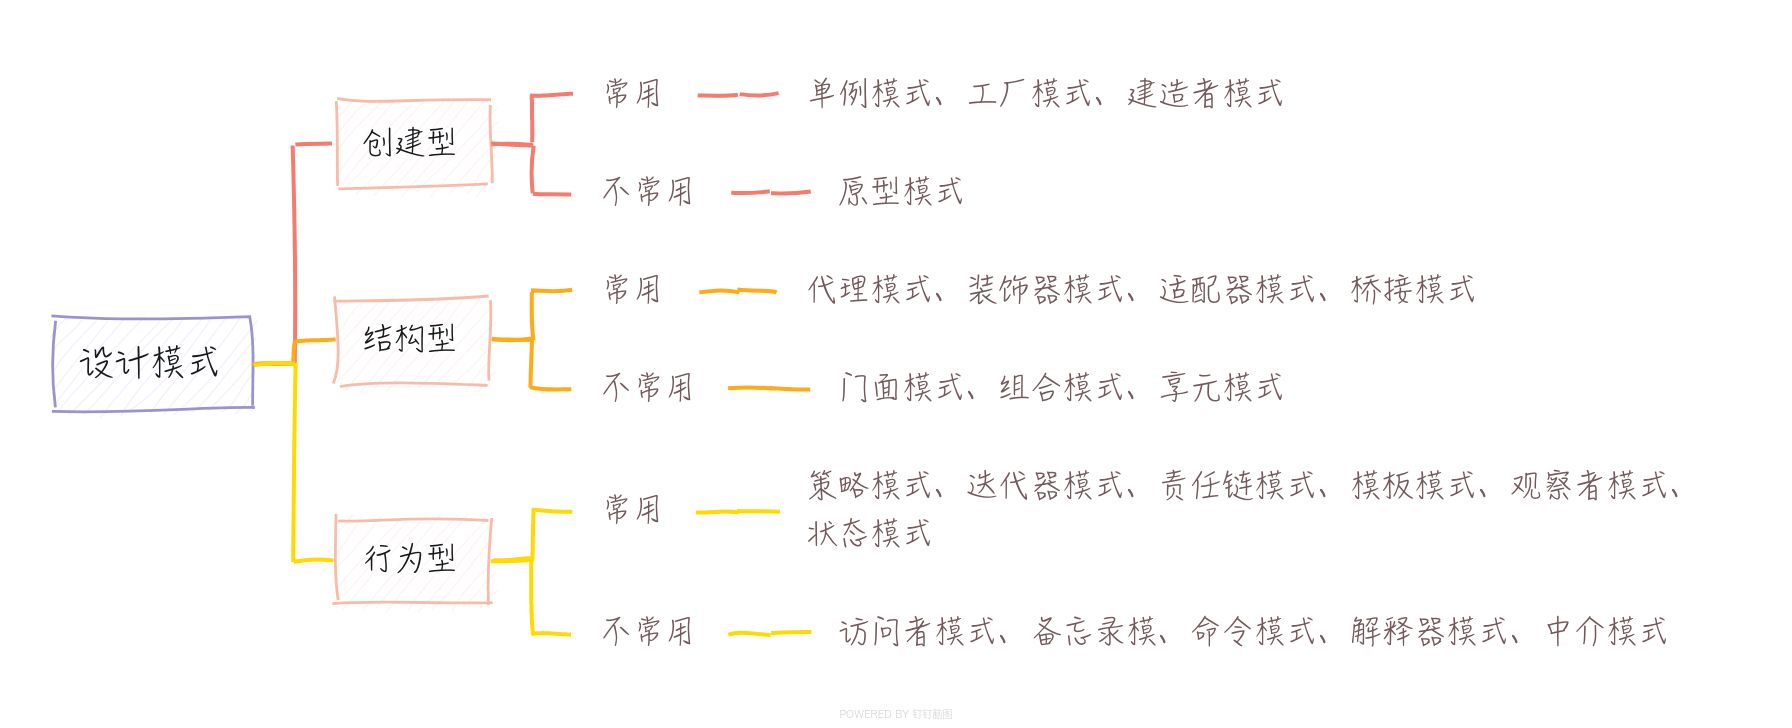 设计模式
创建型
常用
单例模式、工厂模式、建造者模式
不常用
原型模式
结构型
常用
代理模式、装饰器模式、适配器模式、桥接模式
不常用
门面模式、组合模式、享元模式
行为型
常用
策略模式、迭代器模式、责任链模式、模板模式、观察者模式、
状态模式
不常用
访问者模式、备忘录模、命令模式、解释器模式、中介模式
POWERED BY 钉钉脑图